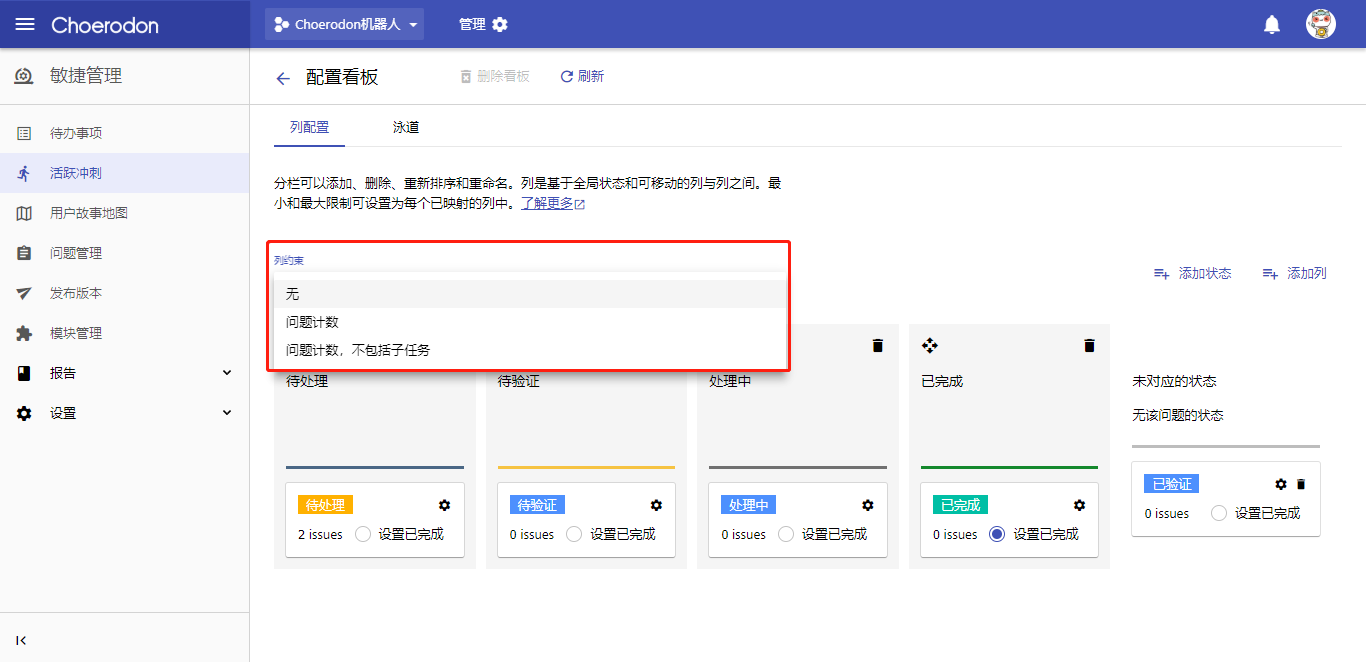 Choerodon
Choerodon机器人
管理
敏捷管理
配置看板
删除看板
刷新
待办事项
活跃冲刺
用户故事地图
问题管理
发布版本
模块管理
报告
设置
列配置
泳道
分栏可以添加、删除、重新排序和重命名。列是基于全局状态和可移动的列与列之间。最
小和最大限制可设置为每个已映射的列中。了解更多
列约束
无
问题计数
问题计数，不包括子任务
添加状态
添加列
待处理
待验证
处理中
已完成
未对应的状态
无该问题的状态
待处理
2 issues
设置已完成
待验证
0 issues
设置已完成
处理中
0 issues
设置已完成
已完成
0 issues
设置已完成
已验证
0 issues
设置已完成